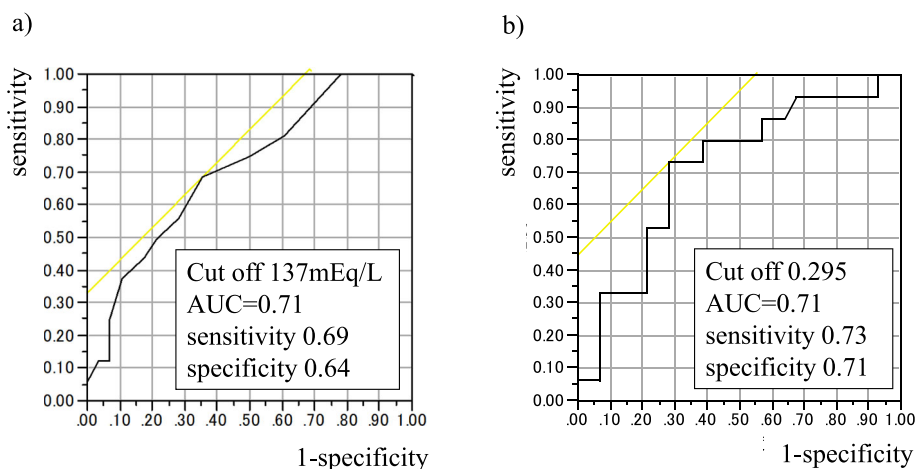 a)
sensitivity
1.00
0.90
0.80
0.70
0.60
0.50
0.40
0.30
0.20
0.10
0.00
.00 .10 .20 .30 .40 .50 .60 .70 .80 .90 1.00
1-specificity
Cut off 137mEq/L
AUC=0.71
sensitivity 0.69
specificity 0.64
b)
sensitivity
1.00
0.90
0.80
0.70
0.60
0.50
0.40
0.30
0.20
0.10
0.00
.00 .10 .20 .30 .40 .50 .60 .70 .80 .90 1.00
1-specificity
Cut off 0.295
AUC=0.71
sensitivity 0.73
specificity 0.71